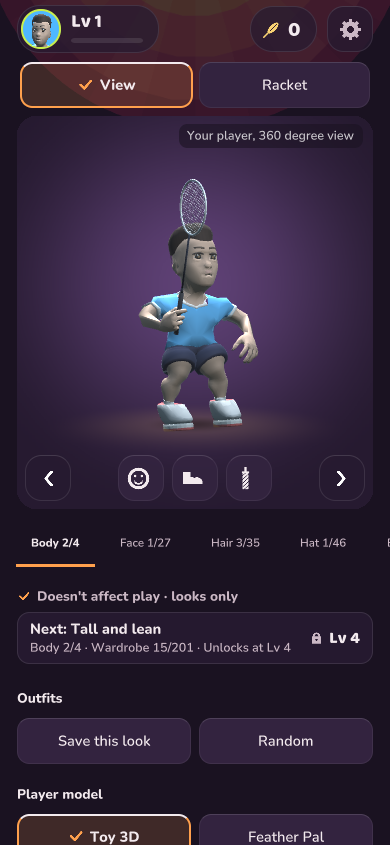 Lv 1
0
View
Racket
Your player, 360 degree view
Body 2/4
Face 1/27
Hair 3/35
Hat 1/46
Doesn't affect play · looks only
Next: Tall and lean
Body 2/4 · Wardrobe 15/201 · Unlocks at Lv 4
Lv 4
Outfits
Save this look
Random
Player model
Toy 3D
Feather Pal